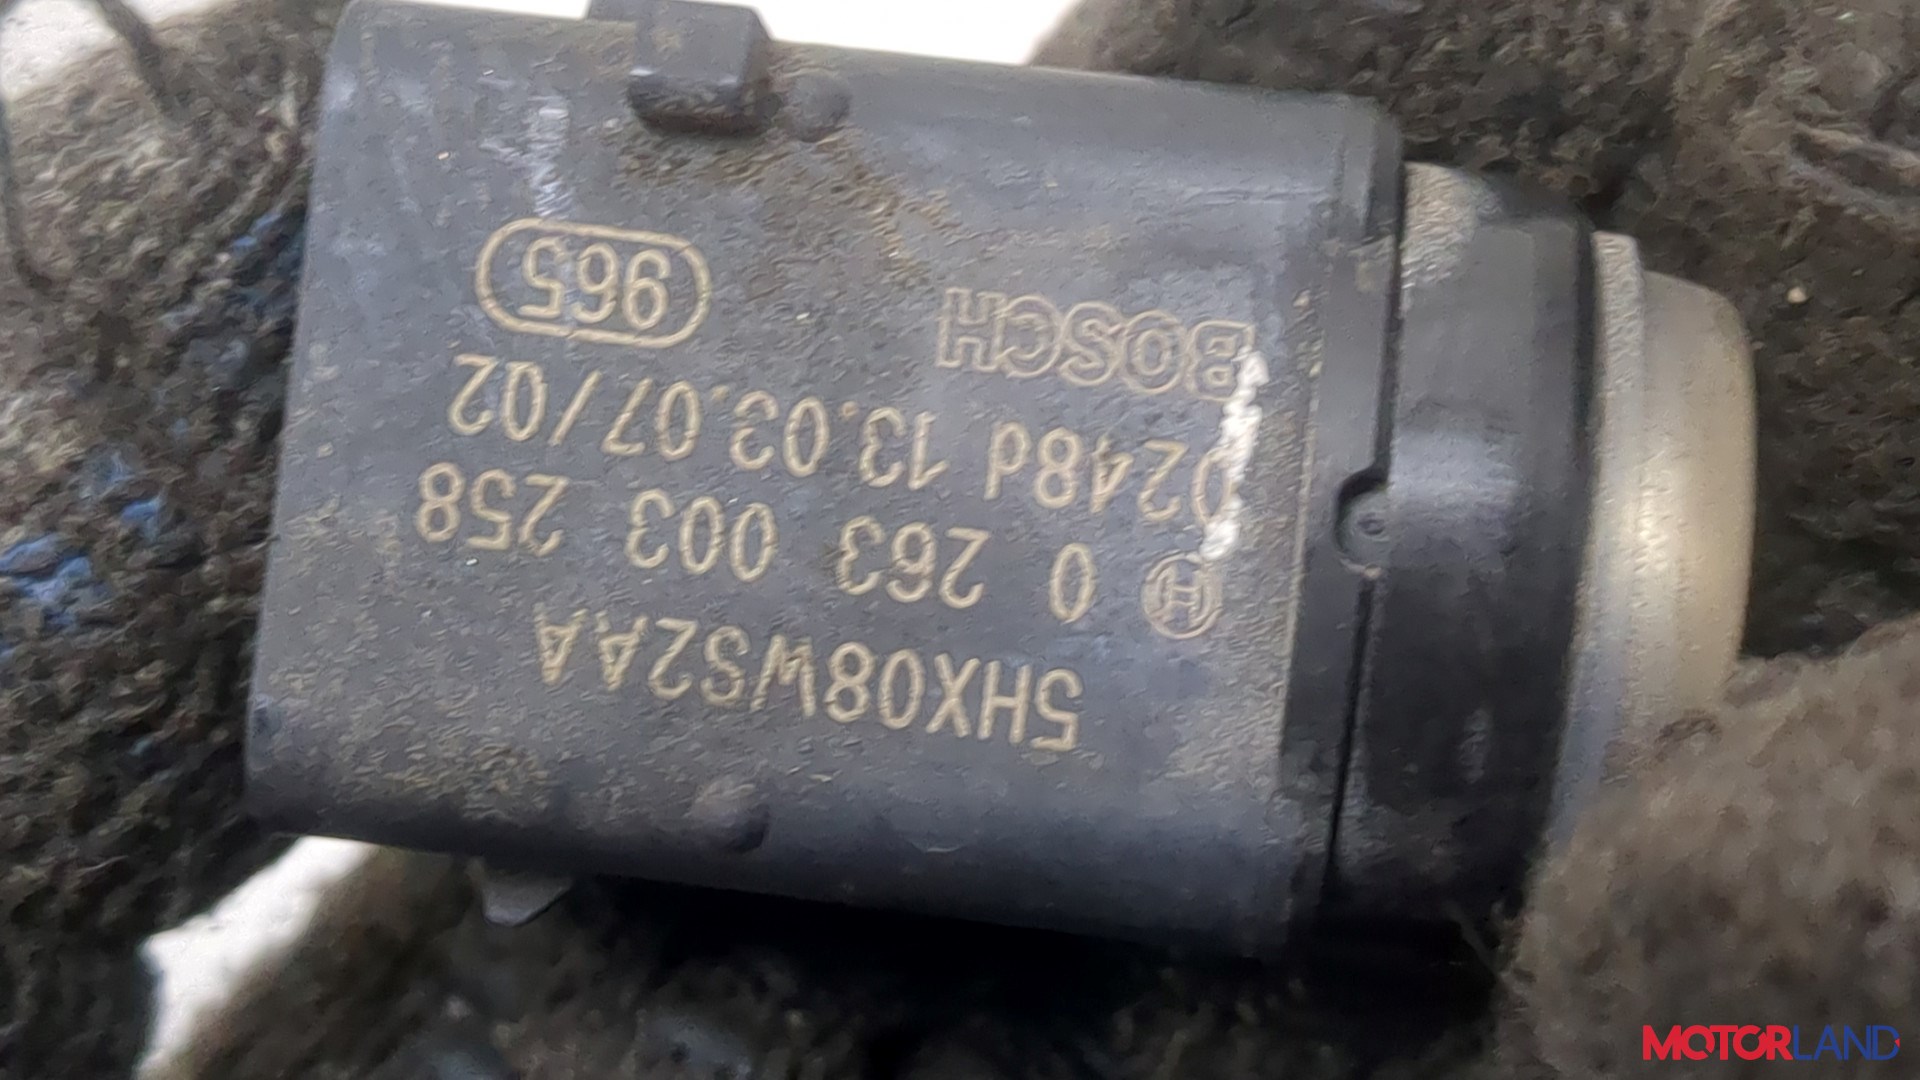 5HX08WS2AA
0 263 003 258
0248d 13.03.07/02
BOSCH
965
MOTORLAND